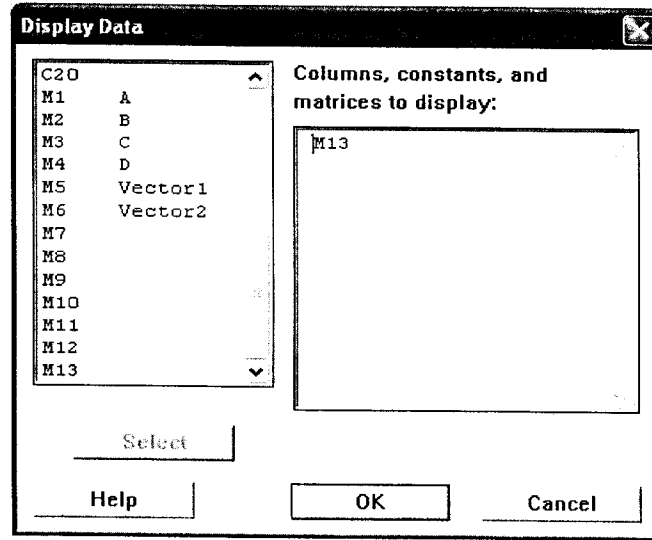 Display Data
C20
M1 A
M2 B
M3 C
M4 D
M5 Vector1
M6 Vector2
M7
M8
M9
M10
M11
M12
M13
Select
Columns, constants, and
matrices to display:
M13
Help
OK
Cancel